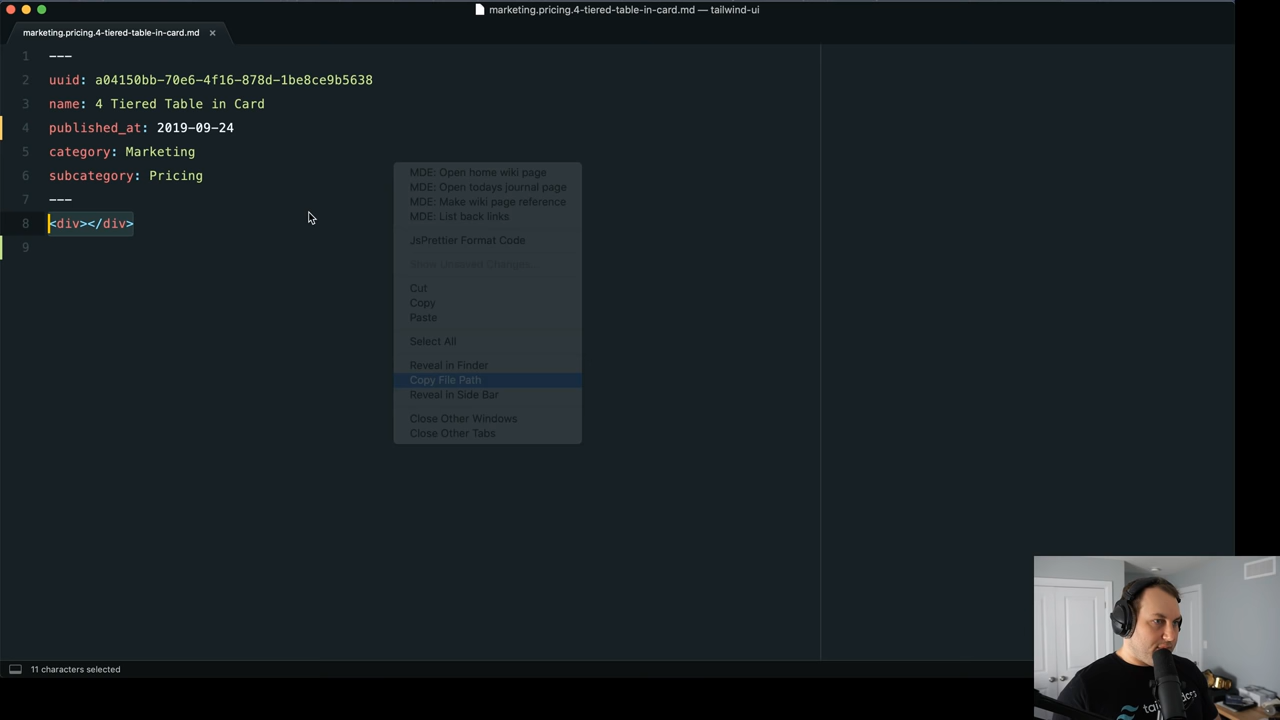 marketing.pricing.4-tiered-table-in-card.md — tailwind-ui
marketing.pricing.4-tiered-table-in-card.md ×
1 ---
2 uuid: a04150bb-70e6-4f16-878d-1be8ce9b5638
3 name: 4 Tiered Table in Card
4 published_at: 2019-09-24
5 category: Marketing
6 subcategory: Pricing
7 ---
8 <div></div>
9
MDE: Open home wiki page
MDE: Open todays journal page
MDE: Make wiki page reference
MDE: List back links
JsPrettier Format Code
Show Unsaved Changes...
Cut
Copy
Paste
Select All
Reveal in Finder
Copy File Path
Reveal in Side Bar
Close Other Windows
Close Other Tabs
11 characters selected